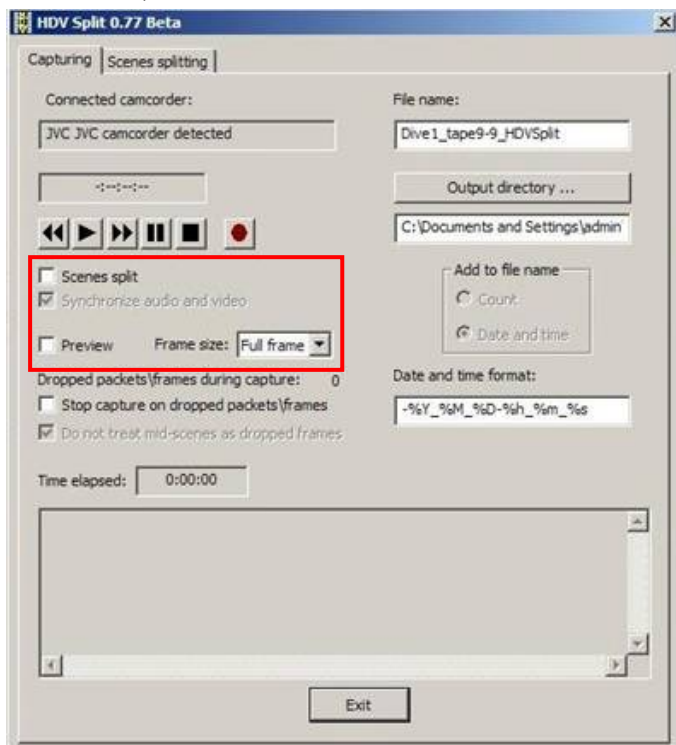 HDV Split 0.77 Beta
Capturing
Scenes splitting
Connected camcorder:
JVC JVC camcorder detected
-:--:--:--
Scenes split
Synchronize audio and video
Preview Frame size: Full frame
Dropped packets\frames during capture: 0
Stop capture on dropped packets\frames
Do not treat mid-scenes as dropped frames
Time elapsed: 0:00:00
File name:
Dive1_tape9-9_HDVSplit
Output directory ...
C:\Documents and Settings\admin
Add to file name
Count
Date and time
Date and time format:
-%Y_%M_%D-%h_%m_%s
Exit